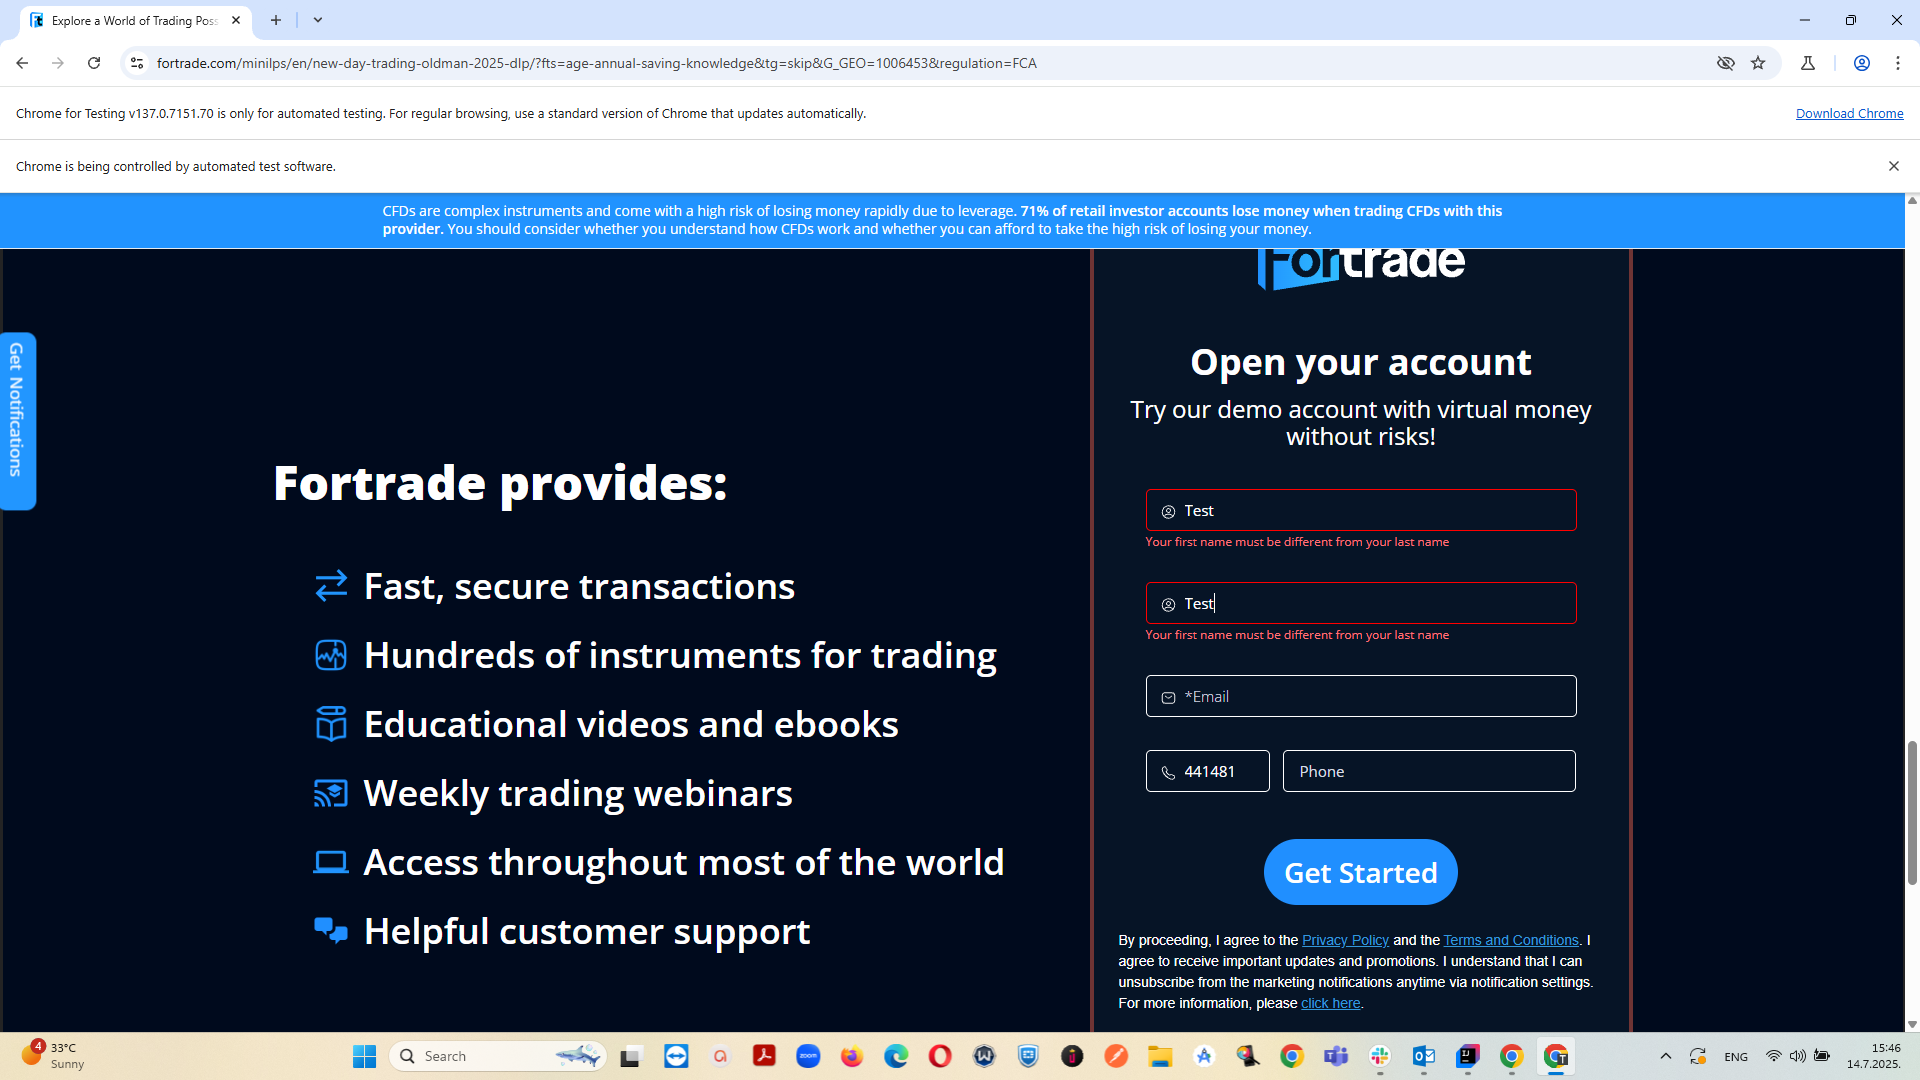 Explore a World of Trading Poss
fortrade.com/minilps/en/new-day-trading-oldman-2025-dlp/?fts=age-annual-saving-knowledge&tg=skip&G_GEO=1006453&regulation=FCA
Chrome for Testing v137.0.7151.70 is only for automated testing. For regular browsing, use a standard version of Chrome that updates automatically.
Download Chrome
Chrome is being controlled by automated test software.
CFDs are complex instruments and come with a high risk of losing money rapidly due to leverage. 71% of retail investor accounts lose money when trading CFDs with this
provider. You should consider whether you understand how CFDs work and whether you can afford to take the high risk of losing your money.
Get Notifications
Fortrade provides:
Fast, secure transactions
Hundreds of instruments for trading
Educational videos and ebooks
Weekly trading webinars
Access throughout most of the world
Helpful customer support
Fortrade
Open your account
Try our demo account with virtual money
without risks!
Test
Your first name must be different from your last name
Test
Your first name must be different from your last name
*Email
441481
Phone
Get Started
By proceeding, I agree to the Privacy Policy and the Terms and Conditions. I
agree to receive important updates and promotions. I understand that I can
unsubscribe from the marketing notifications anytime via notification settings.
For more information, please click here.
4
33°C
Sunny
Search
zoom
ENG
15:46
14.7.2025.